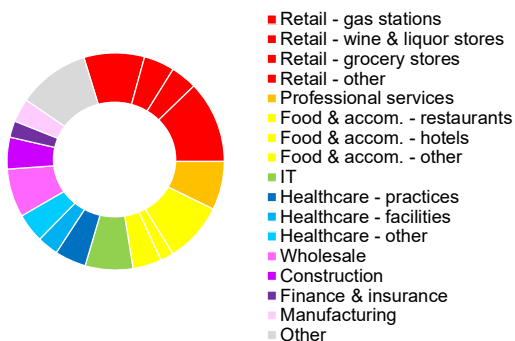 Retail - gas stations
Retail - wine & liquor stores
Retail - grocery stores
Retail - other
Professional services
Food & accom. - restaurants
Food & accom. - hotels
Food & accom. - other
IT
Healthcare - practices
Healthcare - facilities
Healthcare - other
Wholesale
Construction
Finance & insurance
Manufacturing
Other